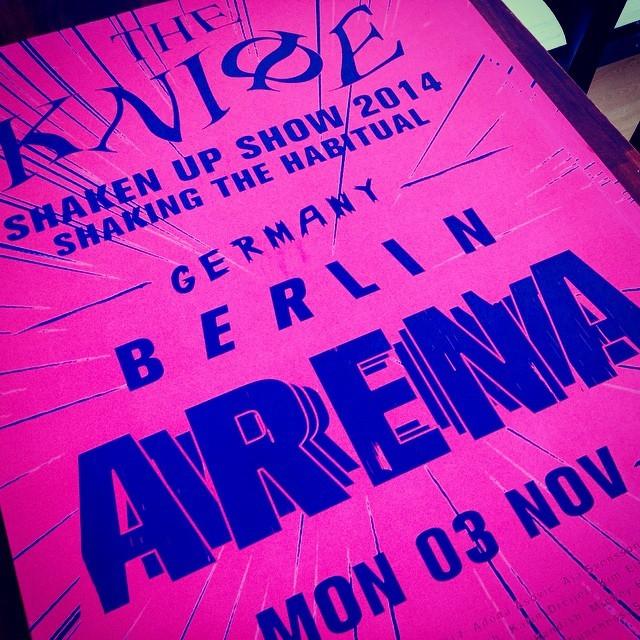 THE
KNIFE
SHAKEN UP SHOW 2014
SHAKING THE HABITUAL
GERMANY
BERLIN
ARENA
MON 03 NOV